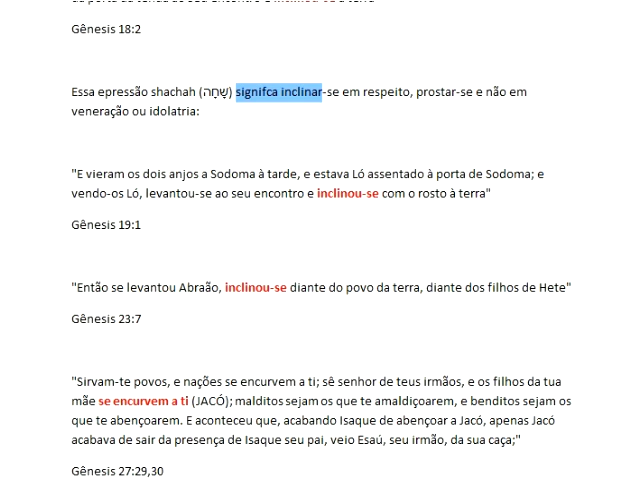 Gênesis 18:2
Essa epressão shachah (שָׁחָה) signifca inclinar-se em respeito, prostar-se e não em
veneração ou idolatria:
"E vieram os dois anjos a Sodoma à tarde, e estava Ló assentado à porta de Sodoma; e
vendo-os Ló, levantou-se ao seu encontro e inclinou-se com o rosto à terra"
Gênesis 19:1
"Então se levantou Abraão, inclinou-se diante do povo da terra, diante dos filhos de Hete"
Gênesis 23:7
"Sirvam-te povos, e nações se encurvem a ti; sê senhor de teus irmãos, e os filhos da tua
mãe se encurvem a ti (JACÓ); malditos sejam os que te amaldiçoarem, e benditos sejam os
que te abençoarem. E aconteceu que, acabando Isaque de abençoar a Jacó, apenas Jacó
acabava de sair da presença de Isaque seu pai, veio Esaú, seu irmão, da sua caça;"
Gênesis 27:29,30